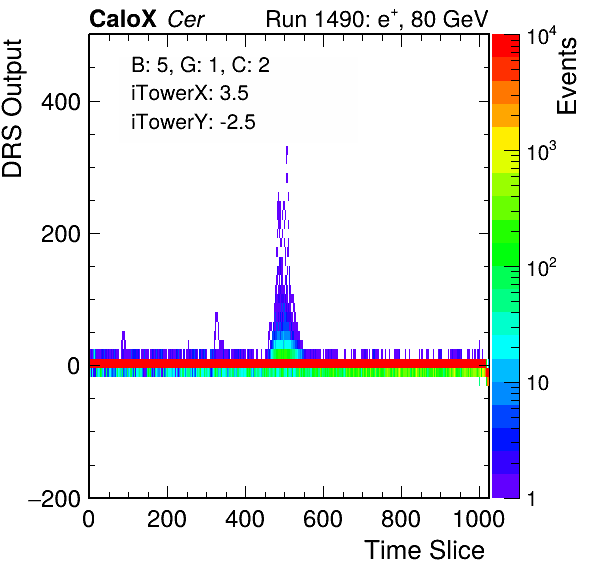 CaloX Cer Run 1490: e⁺, 80 GeV
B: 5, G: 1, C: 2
iTowerX: 3.5
iTowerY: -2.5
DRS Output
400
200
0
−200
0 200 400 600 800 1000
Time Slice
Events
10⁴
10³
10²
10
1